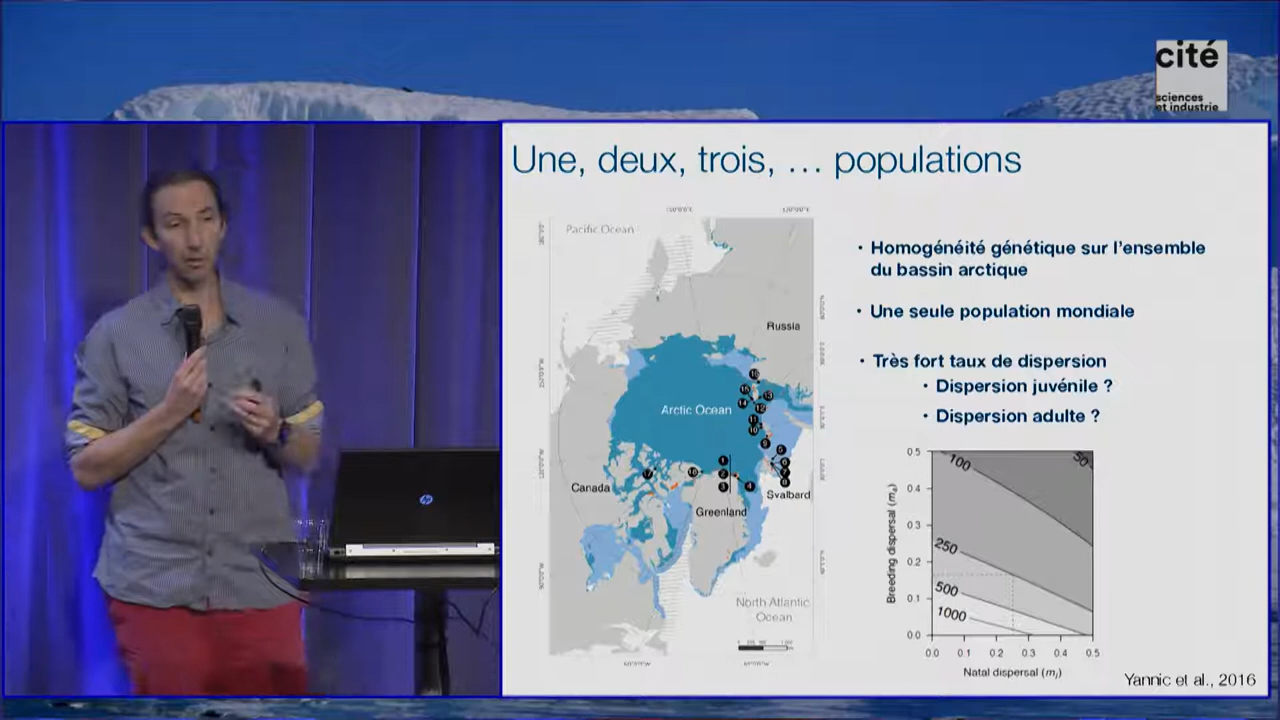 cité
sciences
et industrie
Une, deux, trois, … populations
Pacific Ocean
Russia
Arctic Ocean
Canada
Greenland
Svalbard
North Atlantic
Ocean
• Homogénéité génétique sur l'ensemble
du bassin arctique
• Une seule population mondiale
• Très fort taux de dispersion
• Dispersion juvénile ?
• Dispersion adulte ?
Breeding dispersal (ma)
0.5
0.4
0.3
0.2
0.1
0.0
100
50
250
500
1000
0.0 0.1 0.2 0.3 0.4 0.5
Natal dispersal (mj)
Yannic et al., 2016
hp